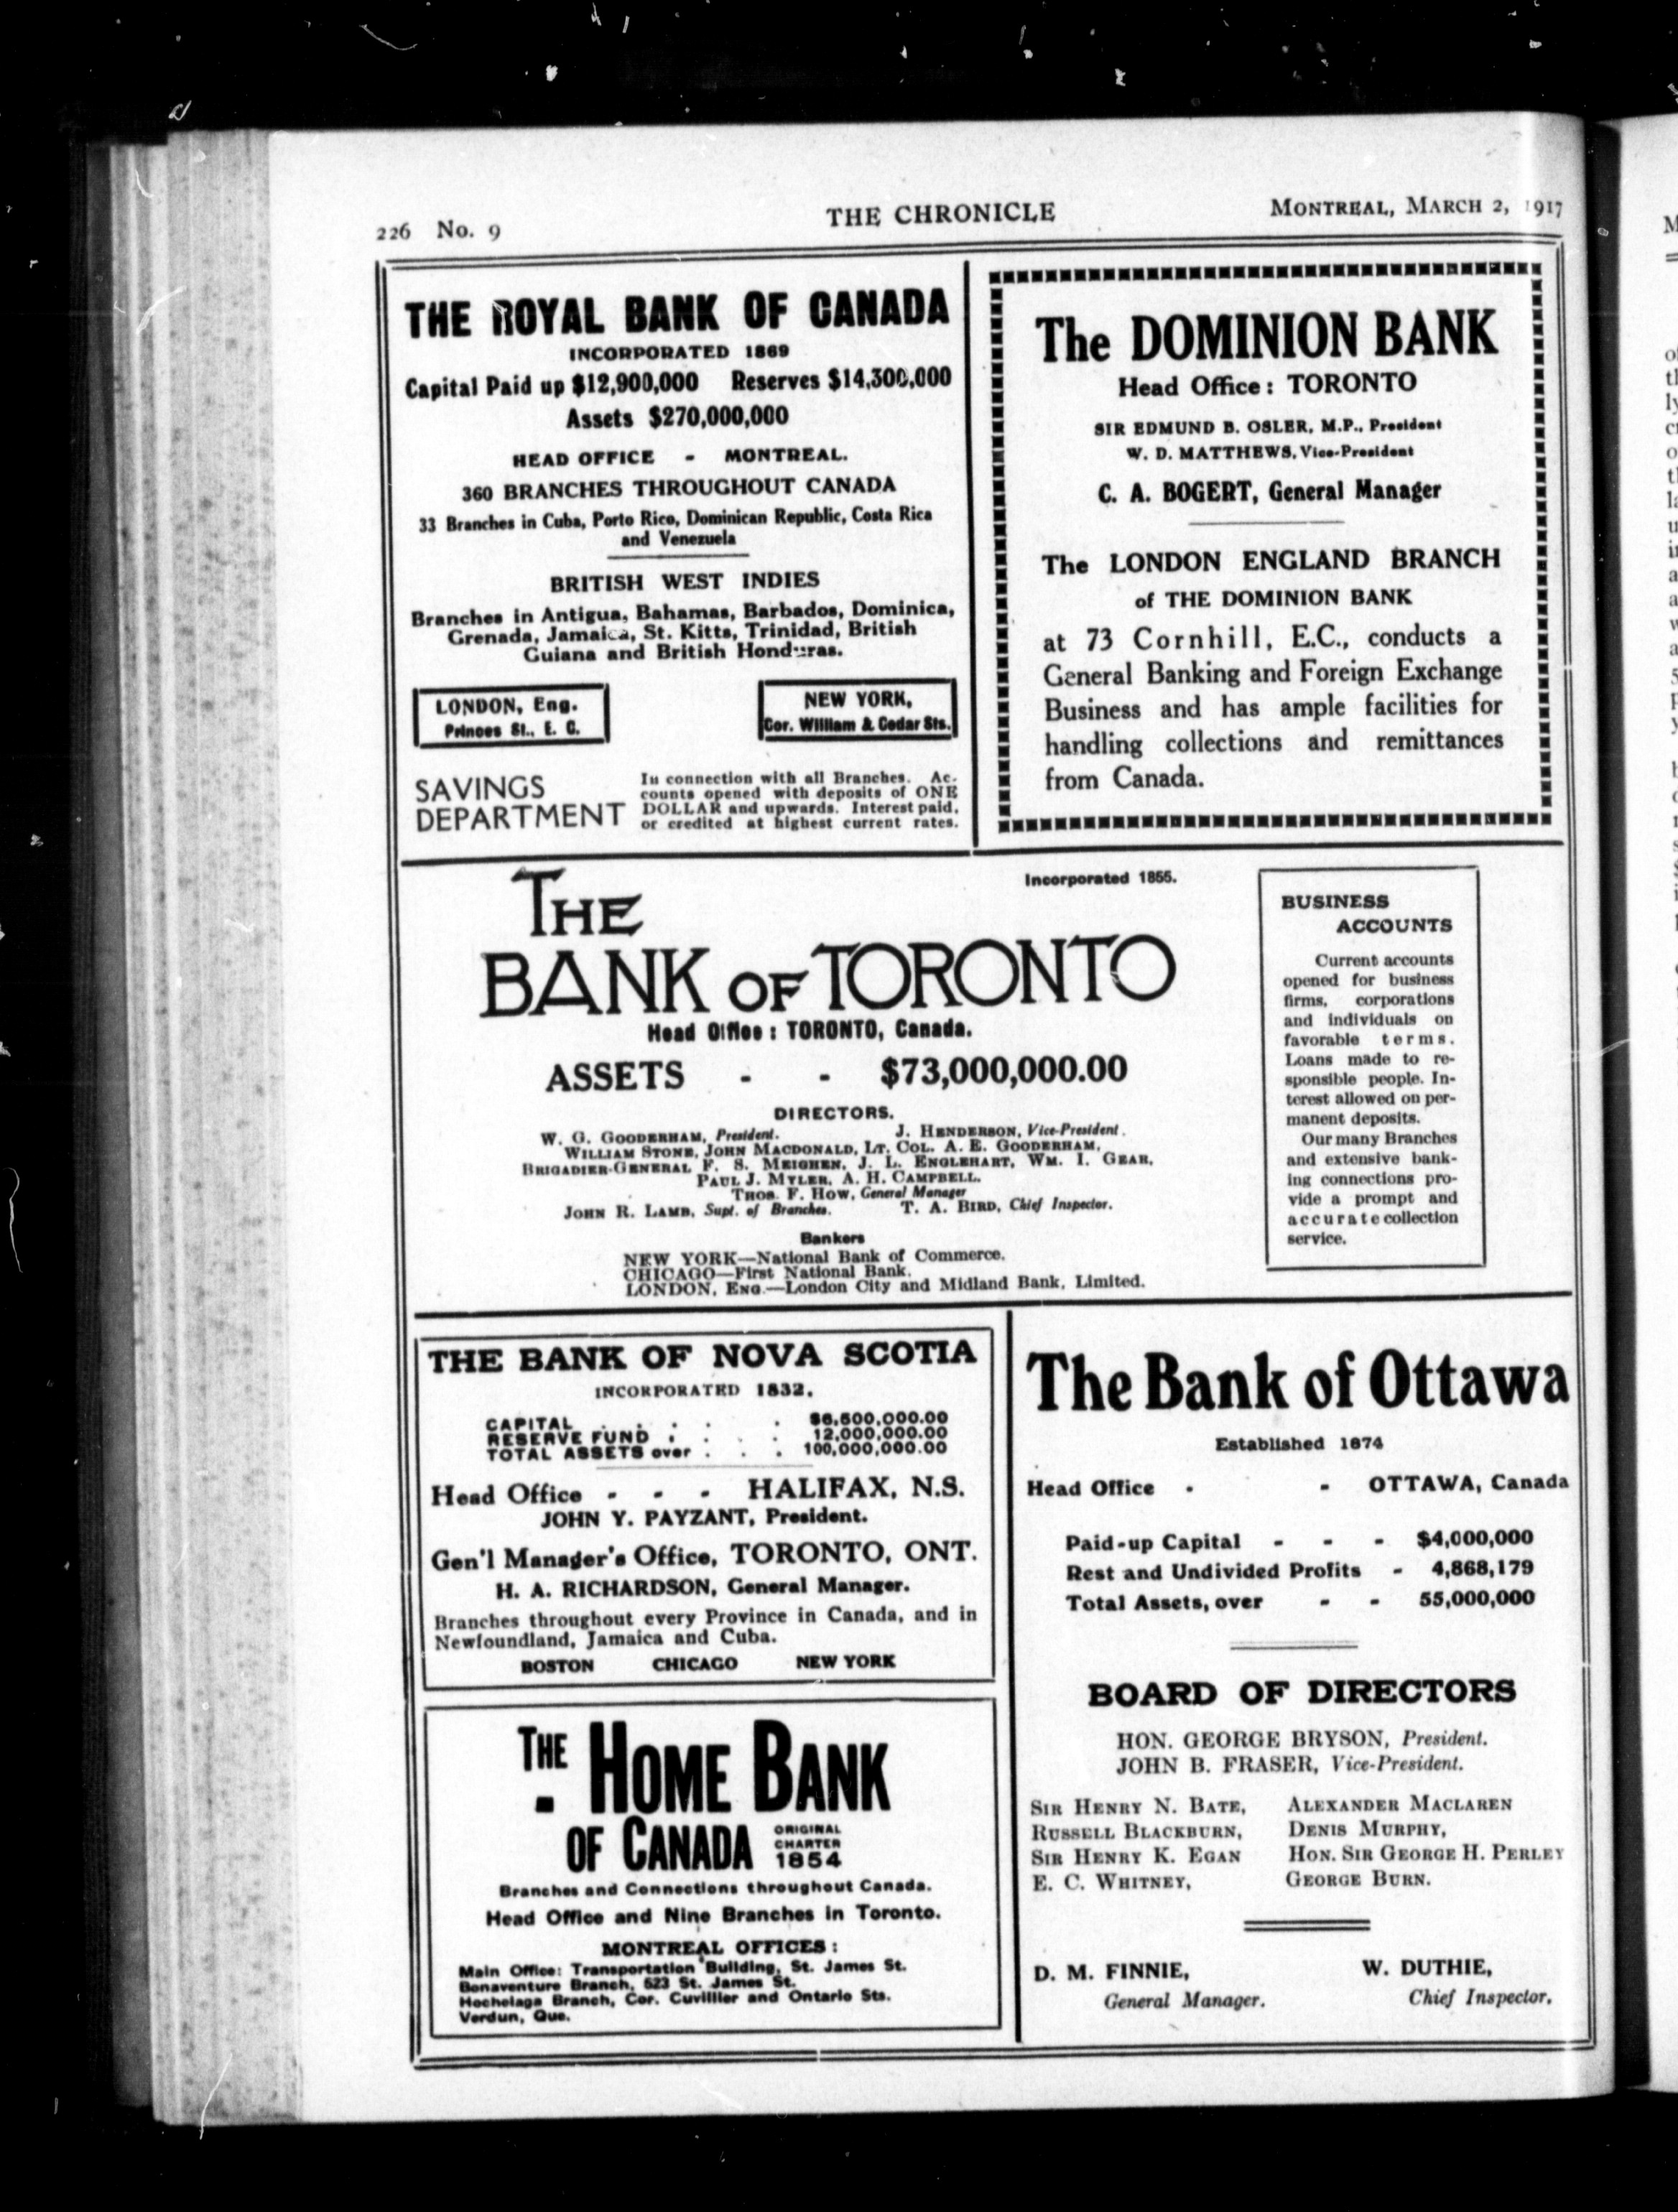 226 No. 9
THE CHRONICLE
MONTREAL, MARCH 2, 1917
THE ROYAL BANK OF CANADA
INCORPORATED 1869
Capital Paid up $12,900,000 Reserves $14,300,000
Assets $270,000,000
HEAD OFFICE - MONTREAL.
360 BRANCHES THROUGHOUT CANADA
33 Branches in Cuba, Porto Rico, Dominican Republic, Costa Rica
and Venezuela
BRITISH WEST INDIES
Branches in Antigua, Bahamas, Barbados, Dominica,
Grenada, Jamaica, St. Kitts, Trinidad, British
Guiana and British Honduras.
LONDON, Eng.
Princes St., E. C.
NEW YORK,
Cor. William & Cedar Sts.
SAVINGS
DEPARTMENT
In connection with all Branches. Ac-
counts opened with deposits of ONE
DOLLAR and upwards. Interest paid,
or credited at highest current rates.
The DOMINION BANK
Head Office: TORONTO
SIR EDMUND B. OSLER, M.P., President
W. D. MATTHEWS, Vice-President
C. A. BOGERT, General Manager
The LONDON ENGLAND BRANCH
of THE DOMINION BANK
at 73 Cornhill, E.C., conducts a
General Banking and Foreign Exchange
Business and has ample facilities for
handling collections and remittances
from Canada.
THE
BANK OF TORONTO
Incorporated 1855.
Head Office: TORONTO, Canada.
ASSETS - - $73,000,000.00
DIRECTORS.
W. G. GOODERHAM, President. J. HENDERSON, Vice-President.
WILLIAM STONE, JOHN MACDONALD, LT. COL. A. E. GOODERHAM,
BRIGADIER-GENERAL F. S. MEIGHEN, J. L. ENGLEHART, WM. I. GEAR,
PAUL J. MYLER, A. H. CAMPBELL.
THOS. F. HOW, General Manager
JOHN R. LAMB, Supt. of Branches. T. A. BIRD, Chief Inspector.
Bankers
NEW YORK—National Bank of Commerce.
CHICAGO—First National Bank.
LONDON, ENG.—London City and Midland Bank, Limited.
BUSINESS
ACCOUNTS
Current accounts
opened for business
firms, corporations
and individuals on
favorable terms.
Loans made to re-
sponsible people. In-
terest allowed on per-
manent deposits.
Our many Branches
and extensive bank-
ing connections pro-
vide a prompt and
accurate collection
service.
THE BANK OF NOVA SCOTIA
INCORPORATED 1832.
CAPITAL . . . . . $6,500,000.00
RESERVE FUND . . . . 12,000,000.00
TOTAL ASSETS over . . . 100,000,000.00
Head Office - - - HALIFAX, N.S.
JOHN Y. PAYZANT, President.
Gen'l Manager's Office, TORONTO, ONT.
H. A. RICHARDSON, General Manager.
Branches throughout every Province in Canada, and in
Newfoundland, Jamaica and Cuba.
BOSTON CHICAGO NEW YORK
THE HOME BANK
OF CANADA
ORIGINAL
CHARTER
1854
Branches and Connections throughout Canada.
Head Office and Nine Branches in Toronto.
MONTREAL OFFICES:
Main Office: Transportation Building, St. James St.
Bonaventure Branch, 523 St. James St.
Hochelaga Branch, Cor. Cuvillier and Ontario Sts.
Verdun, Que.
The Bank of Ottawa
Established 1874
Head Office - - OTTAWA, Canada
Paid-up Capital - - - $4,000,000
Rest and Undivided Profits - 4,868,179
Total Assets, over - - 55,000,000
BOARD OF DIRECTORS
HON. GEORGE BRYSON, President.
JOHN B. FRASER, Vice-President.
SIR HENRY N. BATE, ALEXANDER MACLAREN
RUSSELL BLACKBURN, DENIS MURPHY,
SIR HENRY K. EGAN HON. SIR GEORGE H. PERLEY
E. C. WHITNEY, GEORGE BURN.
D. M. FINNIE, W. DUTHIE,
General Manager. Chief Inspector.